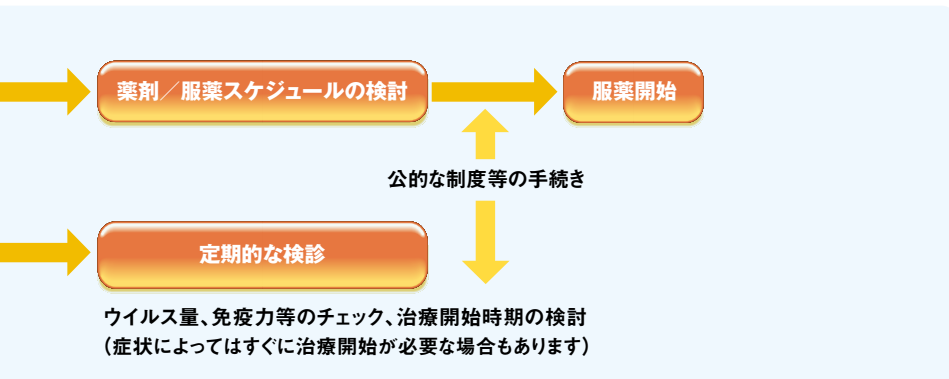 薬剤／服薬スケジュールの検討
服薬開始
公的な制度等の手続き
定期的な検診
ウイルス量、免疫力等のチェック、治療開始時期の検討
（症状によってはすぐに治療開始が必要な場合もあります）